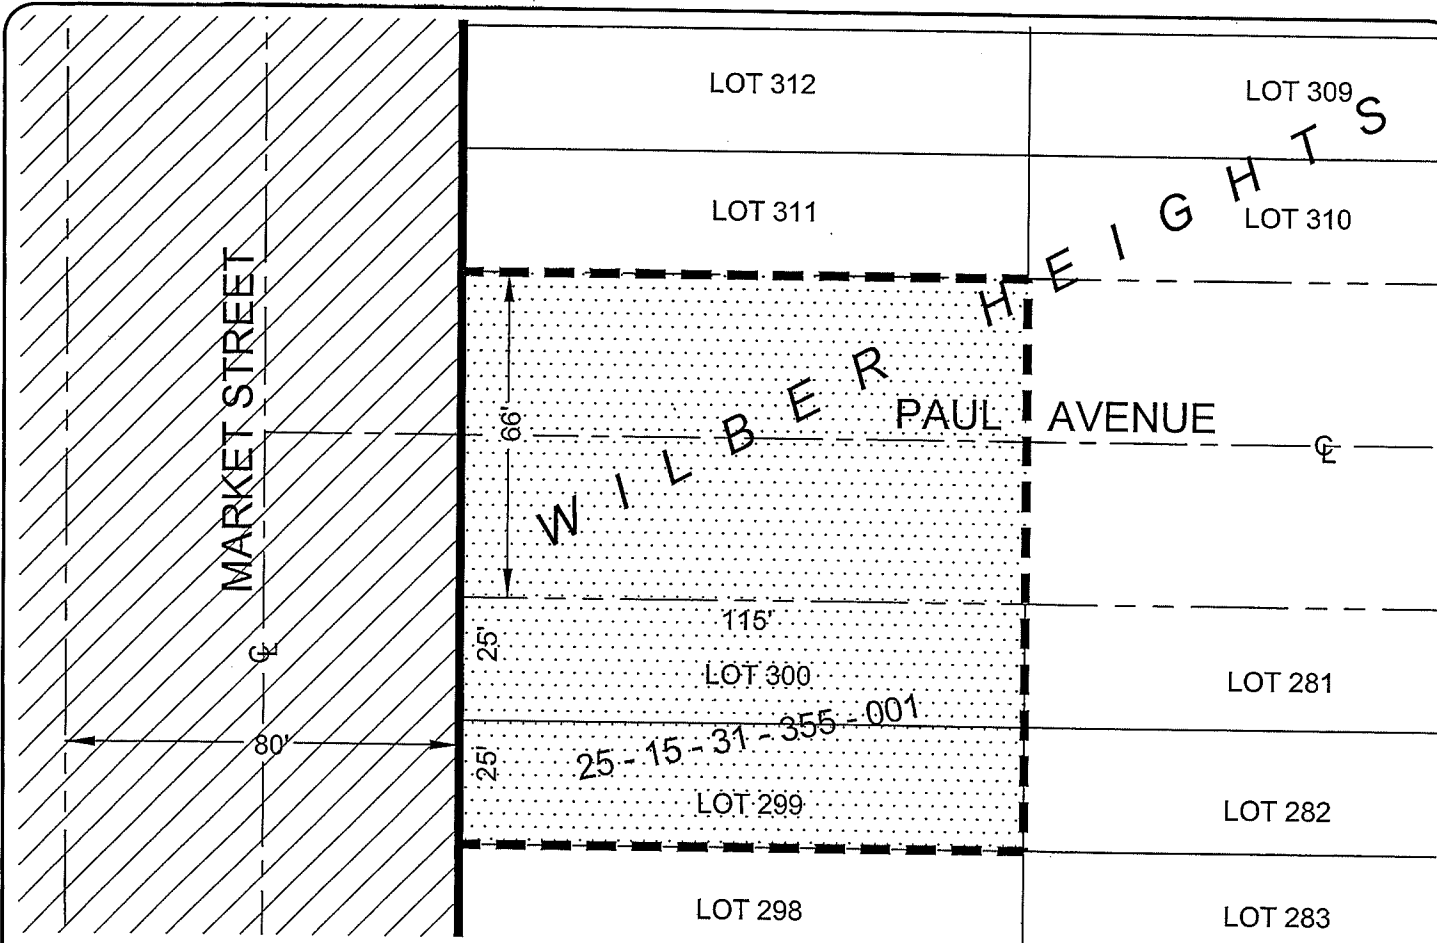 LOT 312
LOT 309
LOT 311
LOT 310
WILBER HEIGHTS
MARKET STREET
66'
PAUL AVENUE
℄
115'
25'
LOT 300
LOT 281
℄
80'
25 - 15 - 31 - 355 - 001
25'
LOT 299
LOT 282
LOT 298
LOT 283